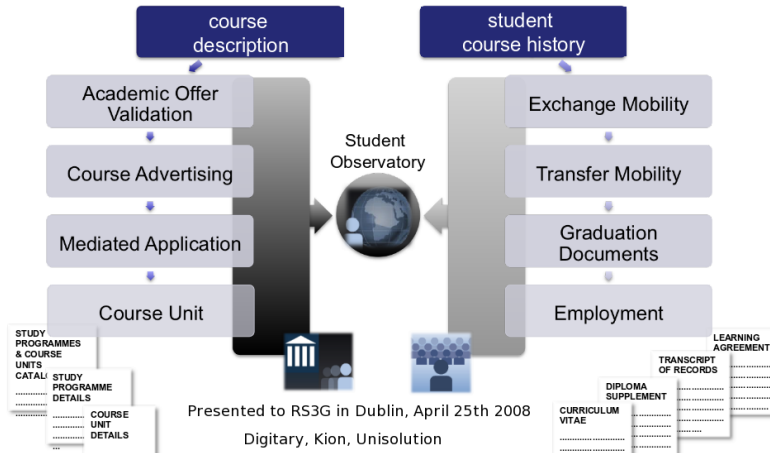 course
description
student
course history
Academic Offer
Validation
Course Advertising
Mediated Application
Course Unit
Student
Observatory
Exchange Mobility
Transfer Mobility
Graduation
Documents
Employment
STUDY
PROGRAMMES
& COURSE
UNITS
STUDY
PROGRAMME
DETAILS
COURSE
UNIT
DETAILS
LEARNING
AGREEMENT
TRANSCRIPT
OF RECORDS
DIPLOMA
SUPPLEMENT
CURRICULUM
VITAE
Presented to RS3G in Dublin, April 25th 2008
Digitary, Kion, Unisolution